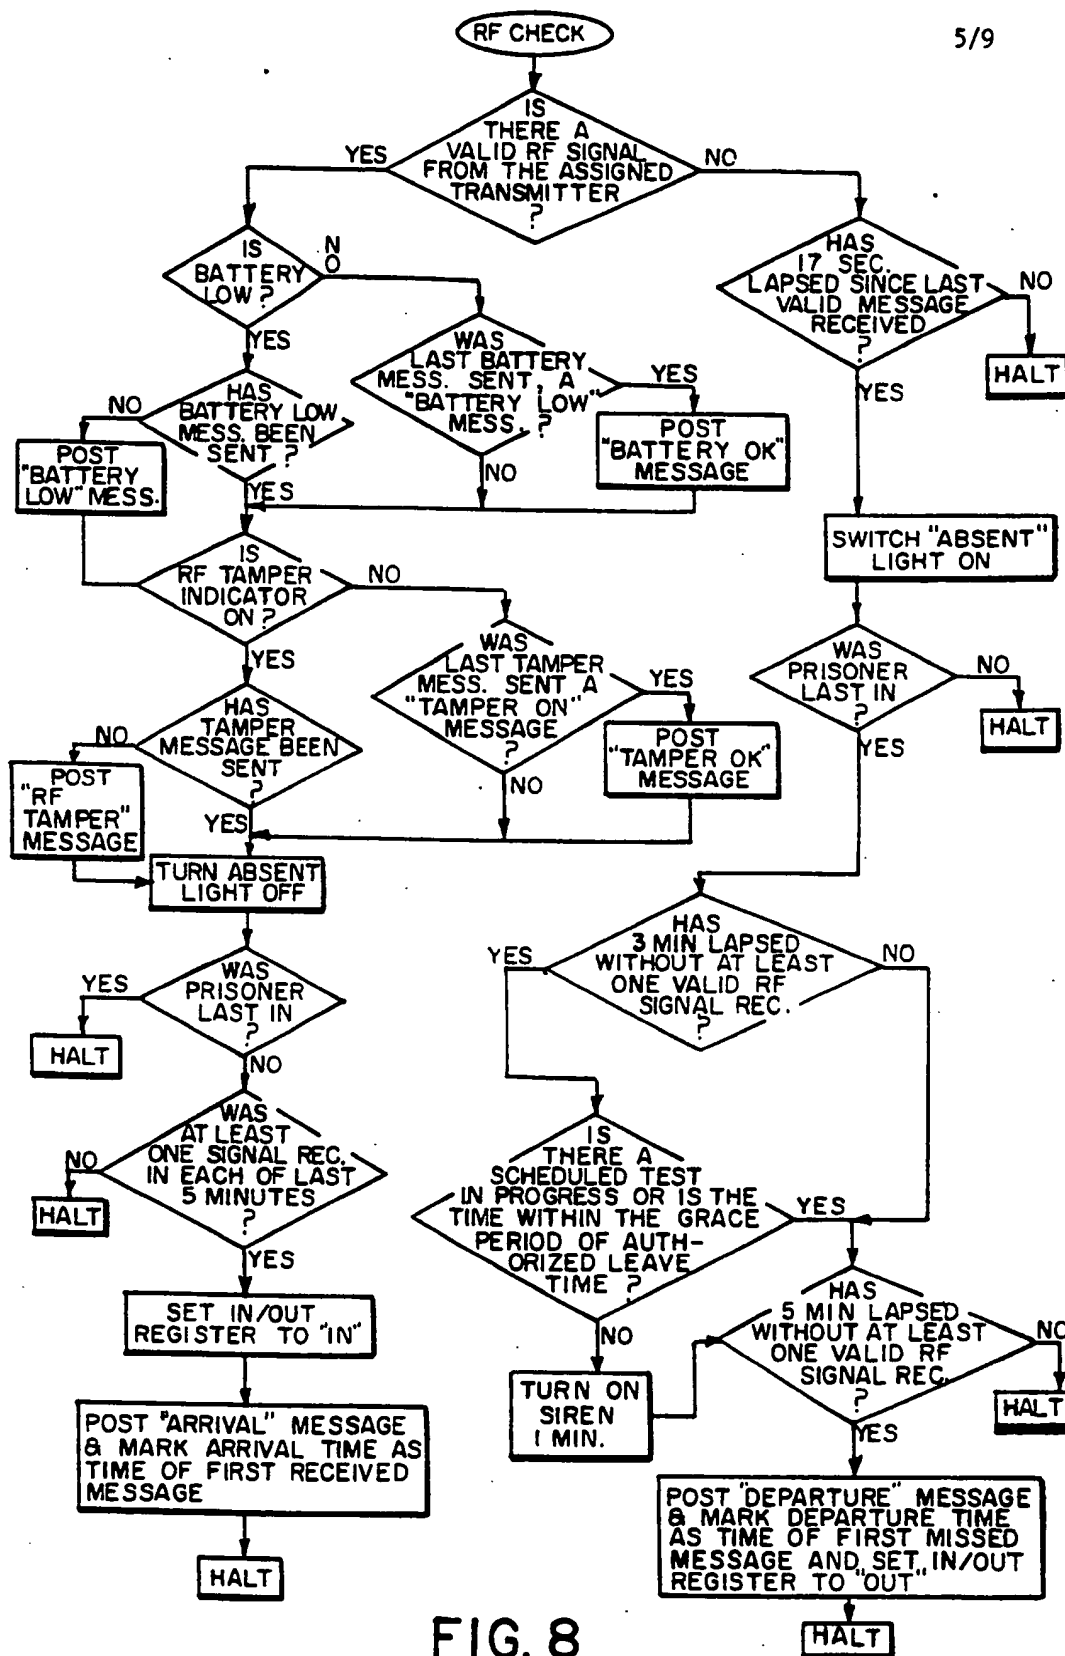 5/9
RF CHECK
IS
THERE A
VALID RF SIGNAL
FROM THE ASSIGNED
TRANSMITTER
?
YES
NO
IS
BATTERY
LOW?
N
O
YES
HAS
BATTERY LOW
MESS. BEEN
SENT?
NO
POST
"BATTERY
LOW" MESS.
YES
WAS
LAST BATTERY
MESS. SENT, A
"BATTERY LOW"
MESS.
?
YES
NO
POST
"BATTERY OK"
MESSAGE
IS
RF TAMPER
INDICATOR
ON?
NO
YES
WAS
LAST TAMPER
MESS. SENT A
"TAMPER ON"
MESSAGE
?
YES
NO
POST
"TAMPER OK"
MESSAGE
HAS
TAMPER
MESSAGE BEEN
SENT
?
NO
POST
"RF
TAMPER"
MESSAGE
YES
TURN ABSENT
LIGHT OFF
WAS
PRISONER
LAST IN
?
YES
HALT
NO
WAS
AT LEAST
ONE SIGNAL REC.
IN EACH OF LAST
5 MINUTES
?
NO
HALT
YES
SET IN/OUT
REGISTER TO "IN"
POST "ARRIVAL" MESSAGE
& MARK ARRIVAL TIME AS
TIME OF FIRST RECEIVED
MESSAGE
HALT
HAS
17 SEC.
LAPSED SINCE LAST
VALID MESSAGE
RECEIVED
?
NO
HALT
YES
SWITCH "ABSENT"
LIGHT ON
WAS
PRISONER
LAST IN
?
NO
HALT
YES
HAS
3 MIN LAPSED
WITHOUT AT LEAST
ONE VALID RF
SIGNAL REC.
?
YES
NO
IS
THERE A
SCHEDULED TEST
IN PROGRESS OR IS THE
TIME WITHIN THE GRACE
PERIOD OF AUTH-
ORIZED LEAVE
TIME ?
YES
NO
TURN ON
SIREN
1 MIN.
HAS
5 MIN LAPSED
WITHOUT AT LEAST
ONE VALID RF
SIGNAL REC.
?
NO
HALT
YES
POST "DEPARTURE" MESSAGE
& MARK DEPARTURE TIME
AS TIME OF FIRST MISSED
MESSAGE AND SET IN/OUT
REGISTER TO "OUT"
HALT
FIG. 8